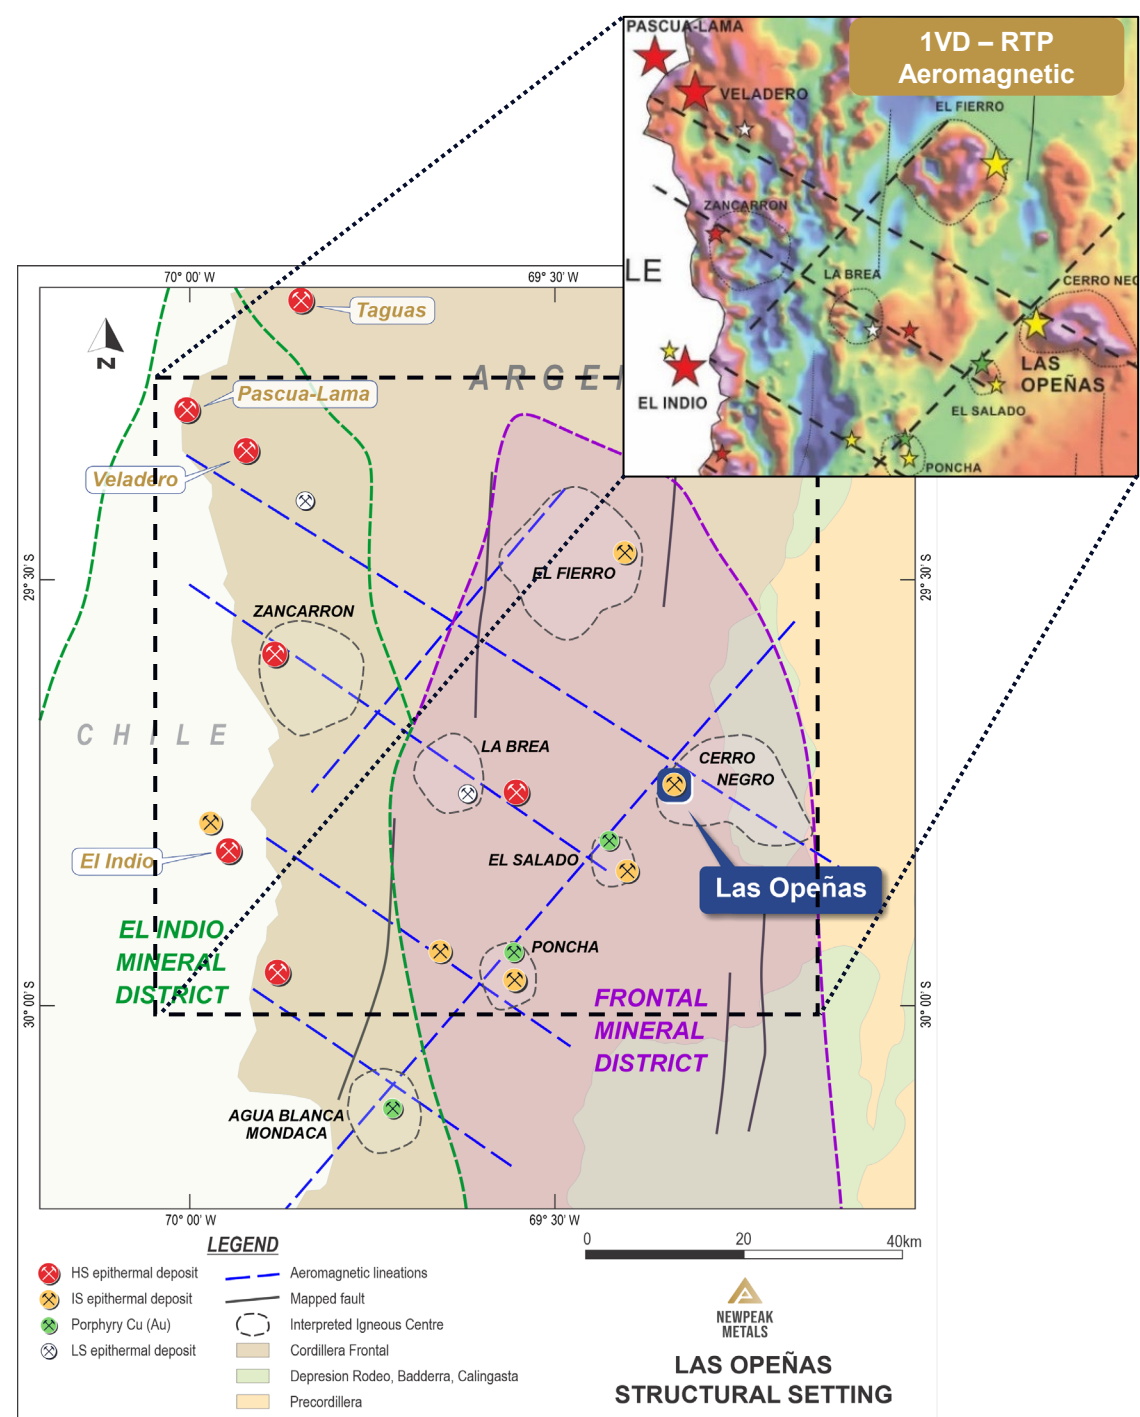 PASCUA-LAMA
1VD – RTP
Aeromagnetic
VELADERO
EL FIERRO
ZANCARRON
LE
LA BREA
CERRO NEG
LAS
OPEÑAS
EL INDIO
EL SALADO
PONCHA
70° 00' W
69° 30' W
Taguas
N
ARGE
Pascua-Lama
Veladero
29° 30' S
29° 30' S
EL FIERRO
ZANCARRON
CHILE
LA BREA
CERRO
NEGRO
El Indio
EL SALADO
Las Opeñas
EL INDIO
MINERAL
DISTRICT
PONCHA
FRONTAL
MINERAL
DISTRICT
30° 00' S
30° 00' S
AGUA BLANCA
MONDACA
70° 00' W
69° 30' W
LEGEND
HS epithermal deposit
IS epithermal deposit
Porphyry Cu (Au)
LS epithermal deposit
Aeromagnetic lineations
Mapped fault
Interpreted Igneous Centre
Cordillera Frontal
Depresion Rodeo, Badderra, Calingasta
Precordillera
0 20 40km
NEWPEAK
METALS
LAS OPEÑAS
STRUCTURAL SETTING